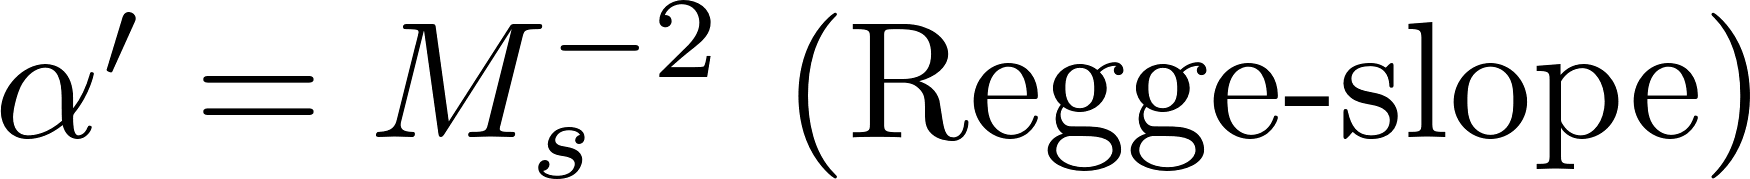 α′ = M_s^{−2} (Regge-slope)